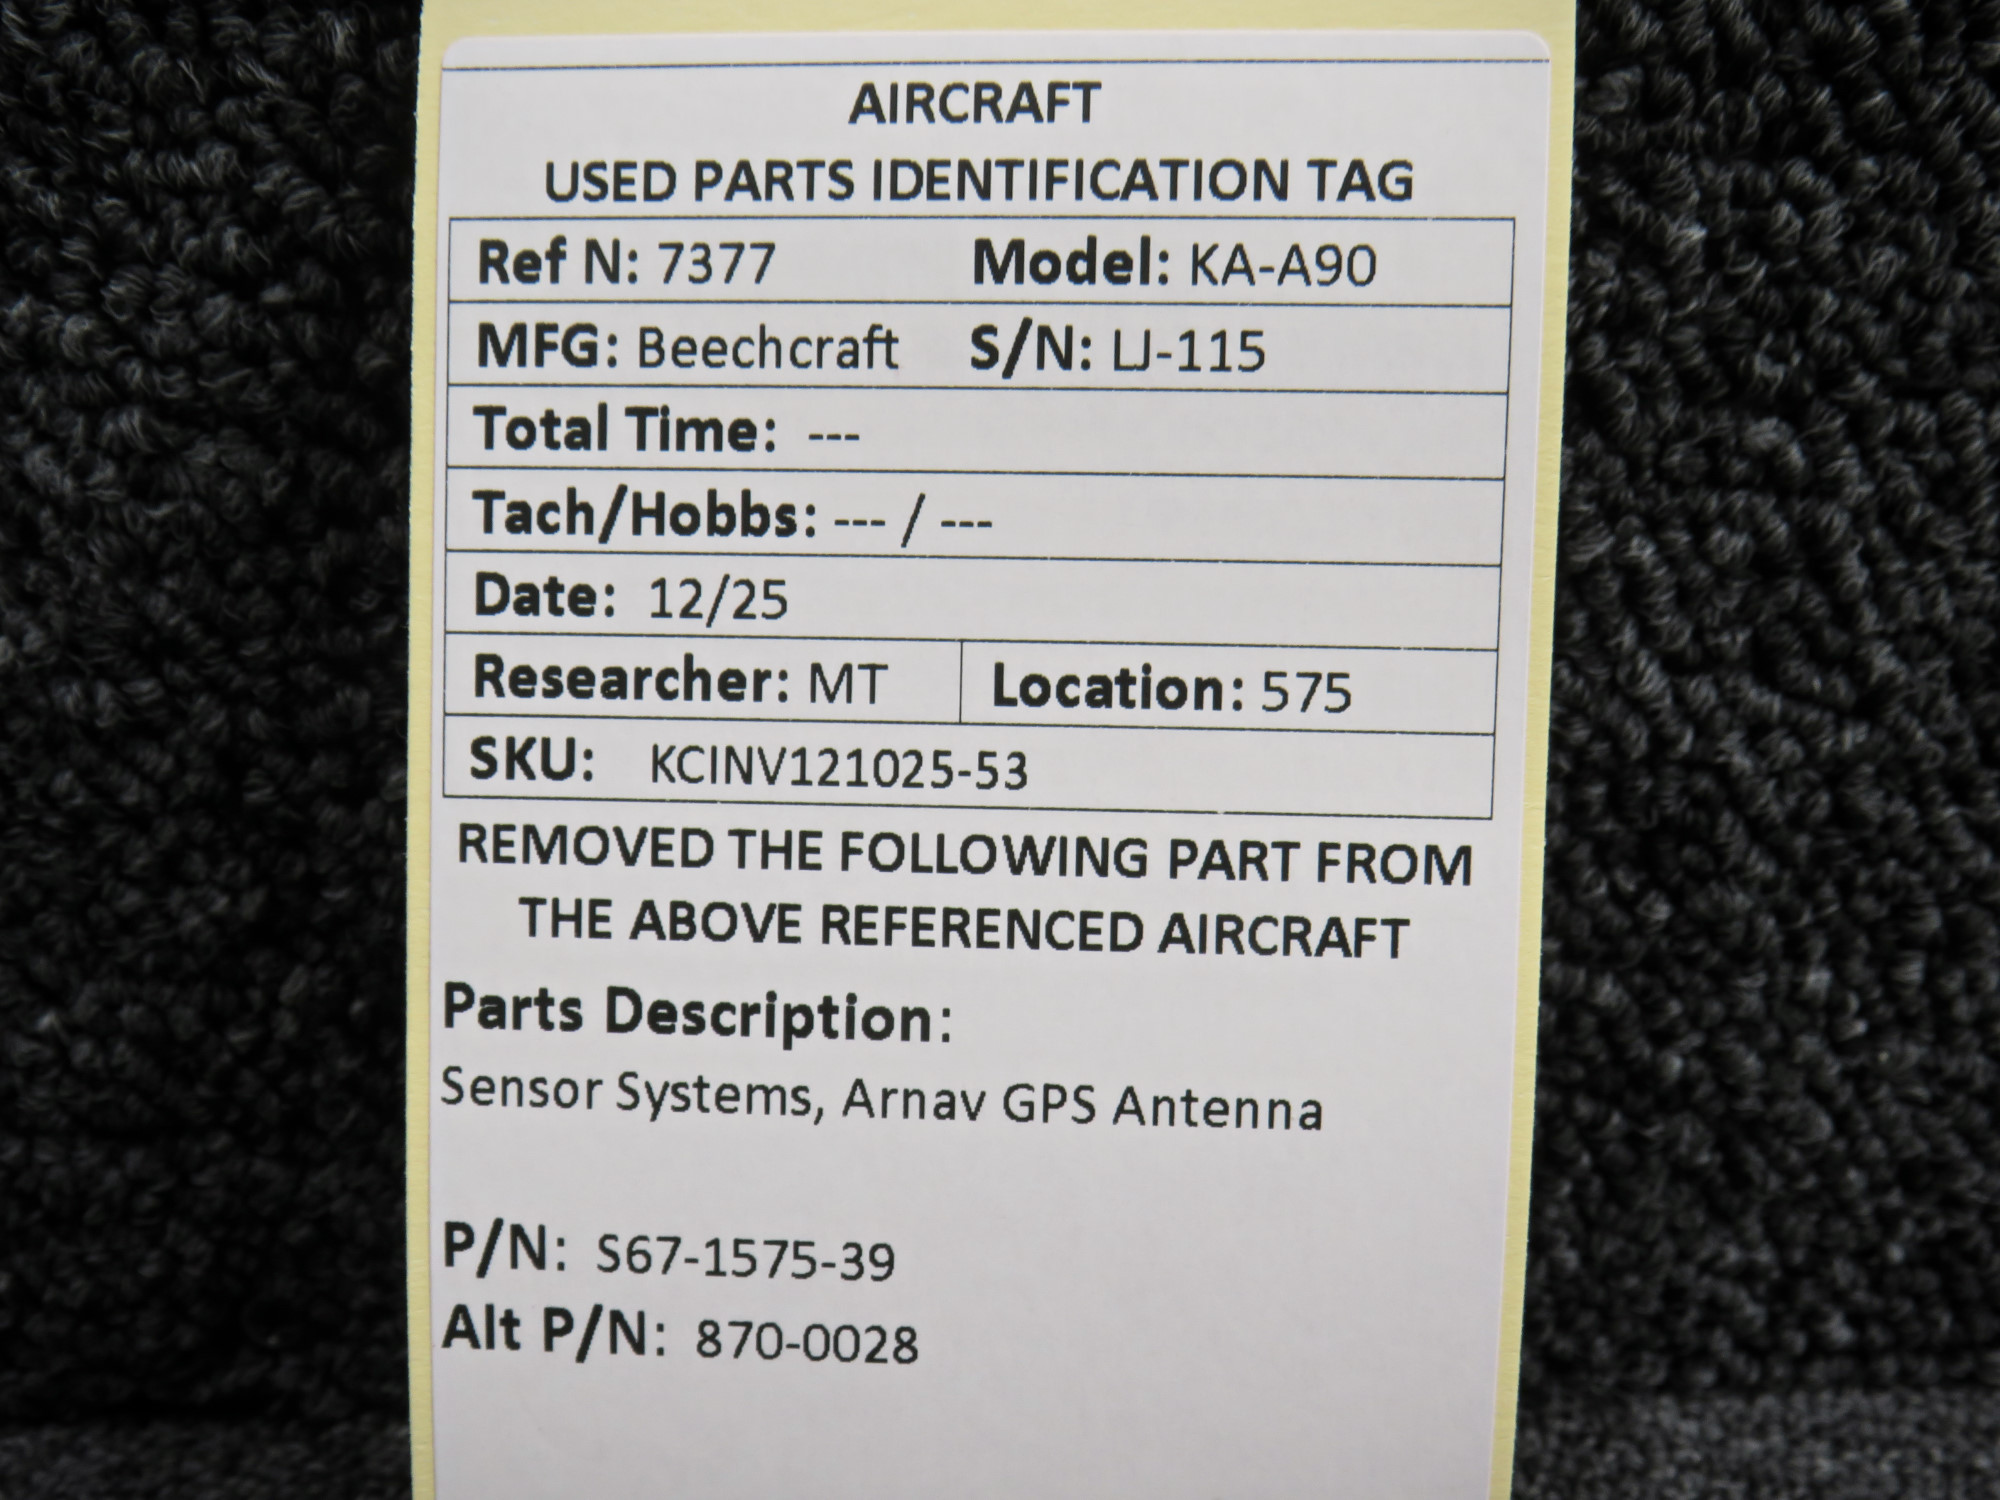 AIRCRAFT
USED PARTS IDENTIFICATION TAG
Ref N: 7377 Model: KA-A90
MFG: Beechcraft S/N: LJ-115
Total Time: ---
Tach/Hobbs: --- / ---
Date: 12/25
Researcher: MT Location: 575
SKU: KCINV121025-53
REMOVED THE FOLLOWING PART FROM
THE ABOVE REFERENCED AIRCRAFT
Parts Description:
Sensor Systems, Arnav GPS Antenna
P/N: S67-1575-39
Alt P/N: 870-0028